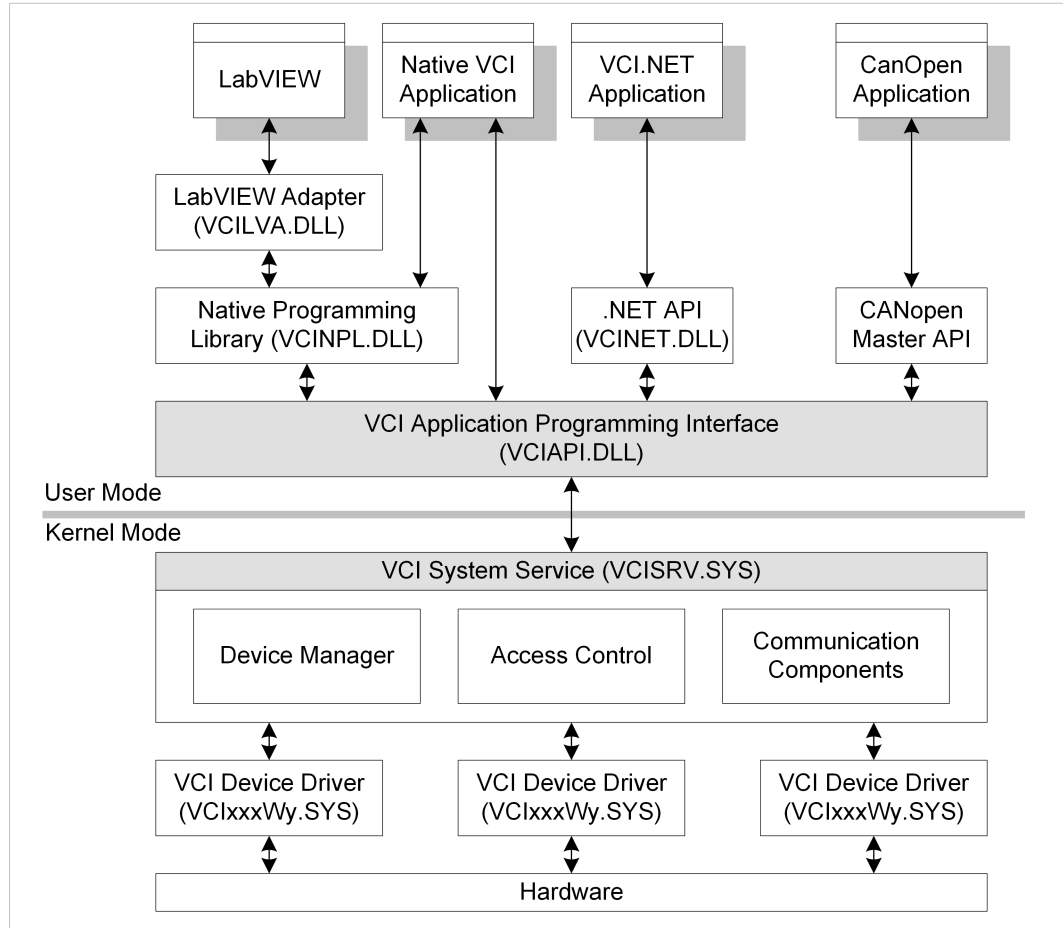 LabVIEW
Native VCI
Application
VCI.NET
Application
CanOpen
Application
LabVIEW Adapter
(VCILVA.DLL)
Native Programming
Library (VCINPL.DLL)
.NET API
(VCINET.DLL)
CANopen
Master API
VCI Application Programming Interface
(VCIAPI.DLL)
User Mode
Kernel Mode
VCI System Service (VCISRV.SYS)
Device Manager
Access Control
Communication
Components
VCI Device Driver
(VCIxxxWy.SYS)
VCI Device Driver
(VCIxxxWy.SYS)
VCI Device Driver
(VCIxxxWy.SYS)
Hardware